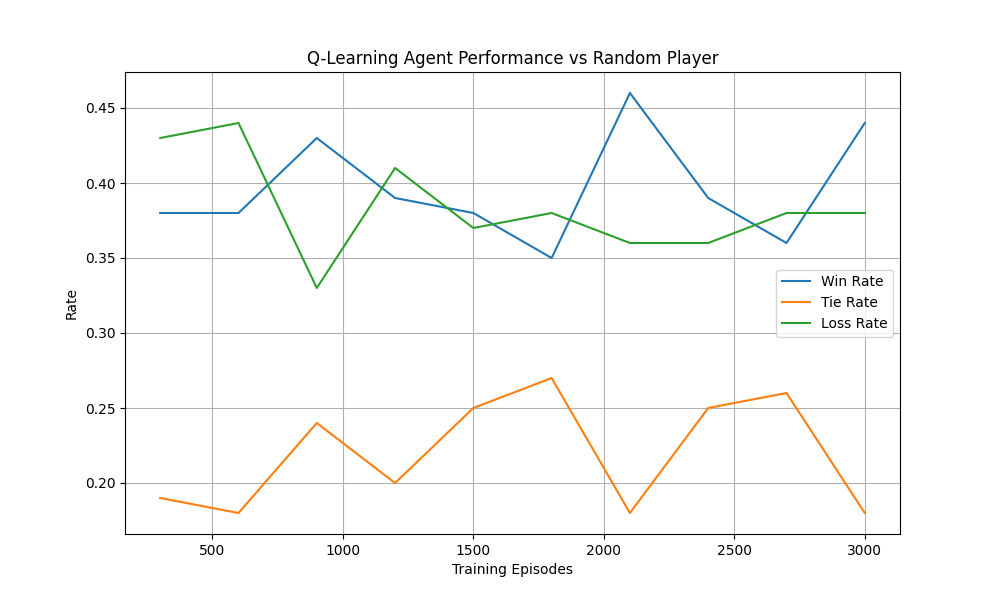 Q-Learning Agent Performance vs Random Player
Rate
0.45
0.40
0.35
0.30
0.25
0.20
Win Rate
Tie Rate
Loss Rate
500
1000
1500
2000
2500
3000
Training Episodes